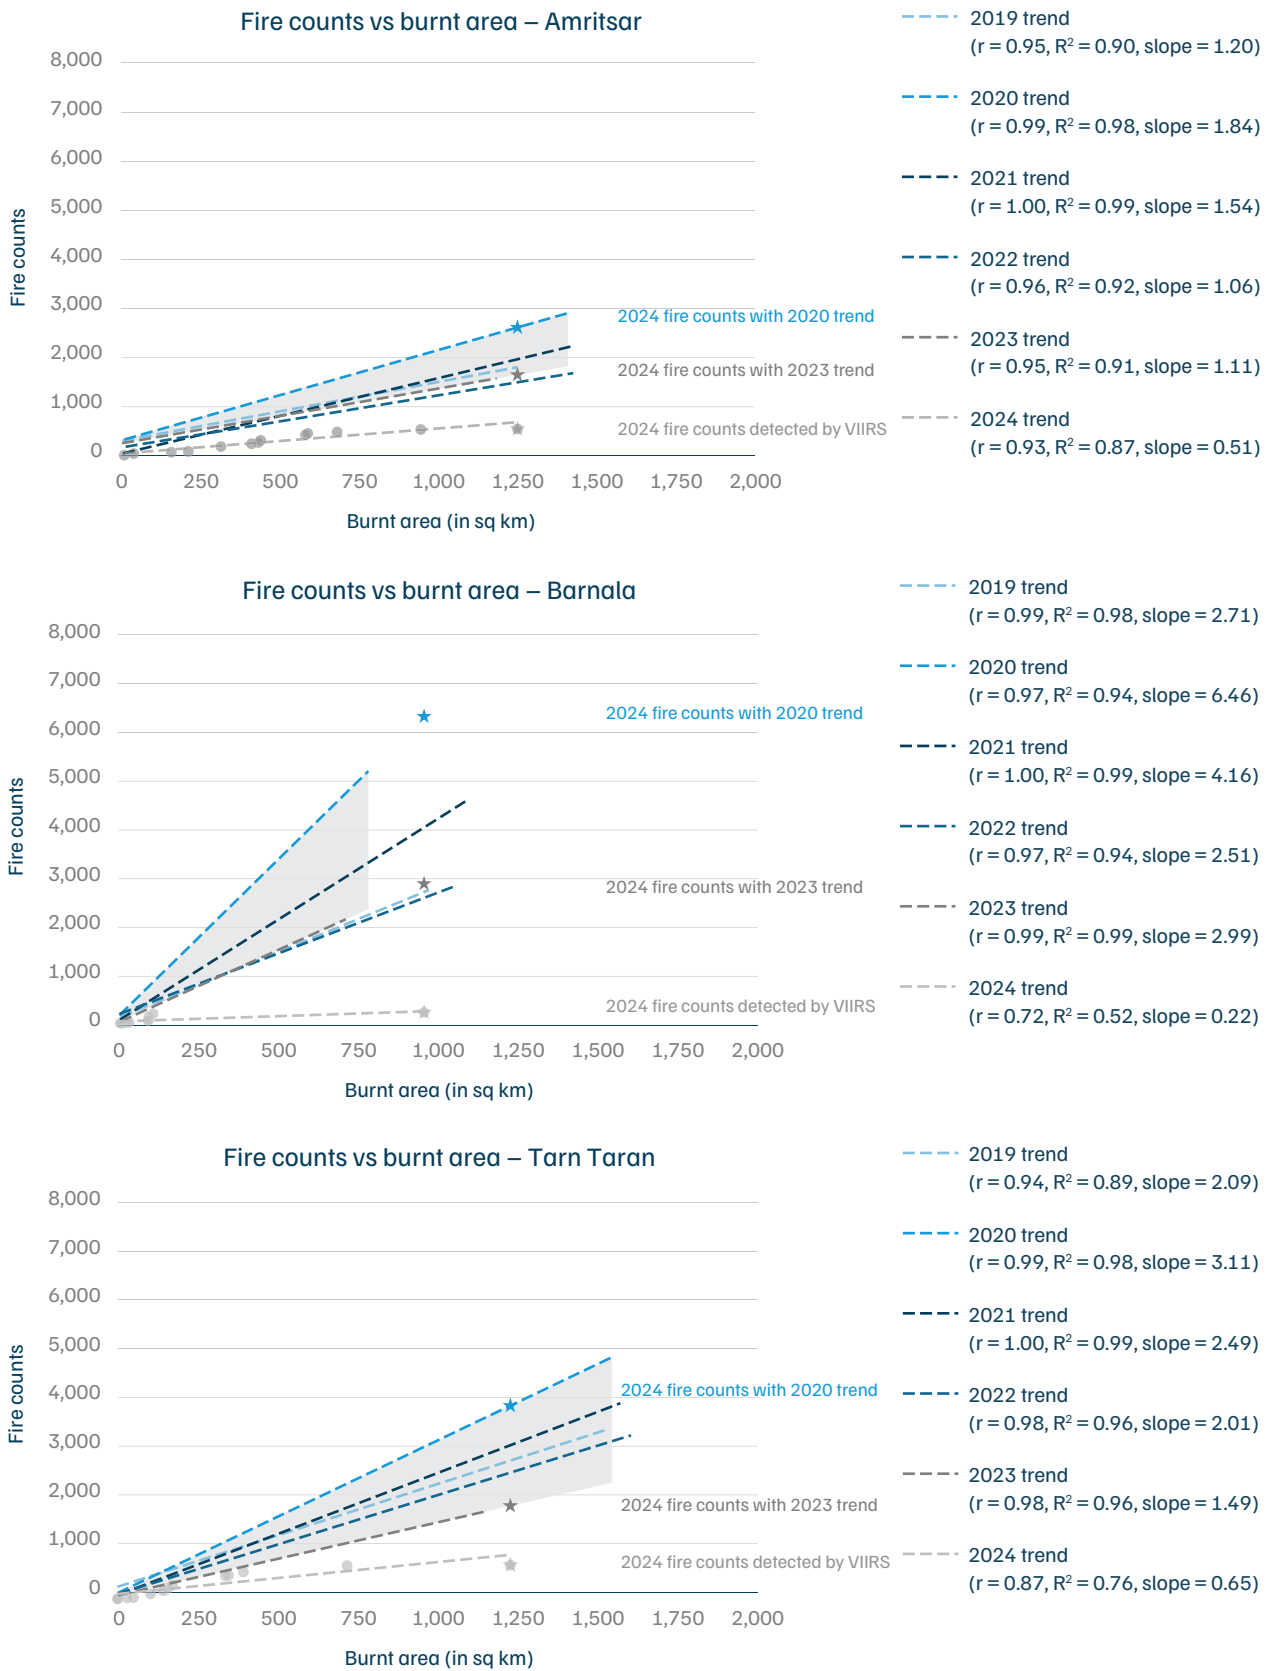 Fire counts vs burnt area – Amritsar
8,000
7,000
6,000
5,000
4,000
3,000
2,000
1,000
0
Fire counts
0 250 500 750 1,000 1,250 1,500 1,750 2,000
Burnt area (in sq km)
2024 fire counts with 2020 trend
2024 fire counts with 2023 trend
2024 fire counts detected by VIIRS
2019 trend
(r = 0.95, R² = 0.90, slope = 1.20)
2020 trend
(r = 0.99, R² = 0.98, slope = 1.84)
2021 trend
(r = 1.00, R² = 0.99, slope = 1.54)
2022 trend
(r = 0.96, R² = 0.92, slope = 1.06)
2023 trend
(r = 0.95, R² = 0.91, slope = 1.11)
2024 trend
(r = 0.93, R² = 0.87, slope = 0.51)
Fire counts vs burnt area – Barnala
8,000
7,000
6,000
5,000
4,000
3,000
2,000
1,000
0
Fire counts
0 250 500 750 1,000 1,250 1,500 1,750 2,000
Burnt area (in sq km)
2024 fire counts with 2020 trend
2024 fire counts with 2023 trend
2024 fire counts detected by VIIRS
2019 trend
(r = 0.99, R² = 0.98, slope = 2.71)
2020 trend
(r = 0.97, R² = 0.94, slope = 6.46)
2021 trend
(r = 1.00, R² = 0.99, slope = 4.16)
2022 trend
(r = 0.97, R² = 0.94, slope = 2.51)
2023 trend
(r = 0.99, R² = 0.99, slope = 2.99)
2024 trend
(r = 0.72, R² = 0.52, slope = 0.22)
Fire counts vs burnt area – Tarn Taran
8,000
7,000
6,000
5,000
4,000
3,000
2,000
1,000
0
Fire counts
0 250 500 750 1,000 1,250 1,500 1,750 2,000
Burnt area (in sq km)
2024 fire counts with 2020 trend
2024 fire counts with 2023 trend
2024 fire counts detected by VIIRS
2019 trend
(r = 0.94, R² = 0.89, slope = 2.09)
2020 trend
(r = 0.99, R² = 0.98, slope = 3.11)
2021 trend
(r = 1.00, R² = 0.99, slope = 2.49)
2022 trend
(r = 0.98, R² = 0.96, slope = 2.01)
2023 trend
(r = 0.98, R² = 0.96, slope = 1.49)
2024 trend
(r = 0.87, R² = 0.76, slope = 0.65)